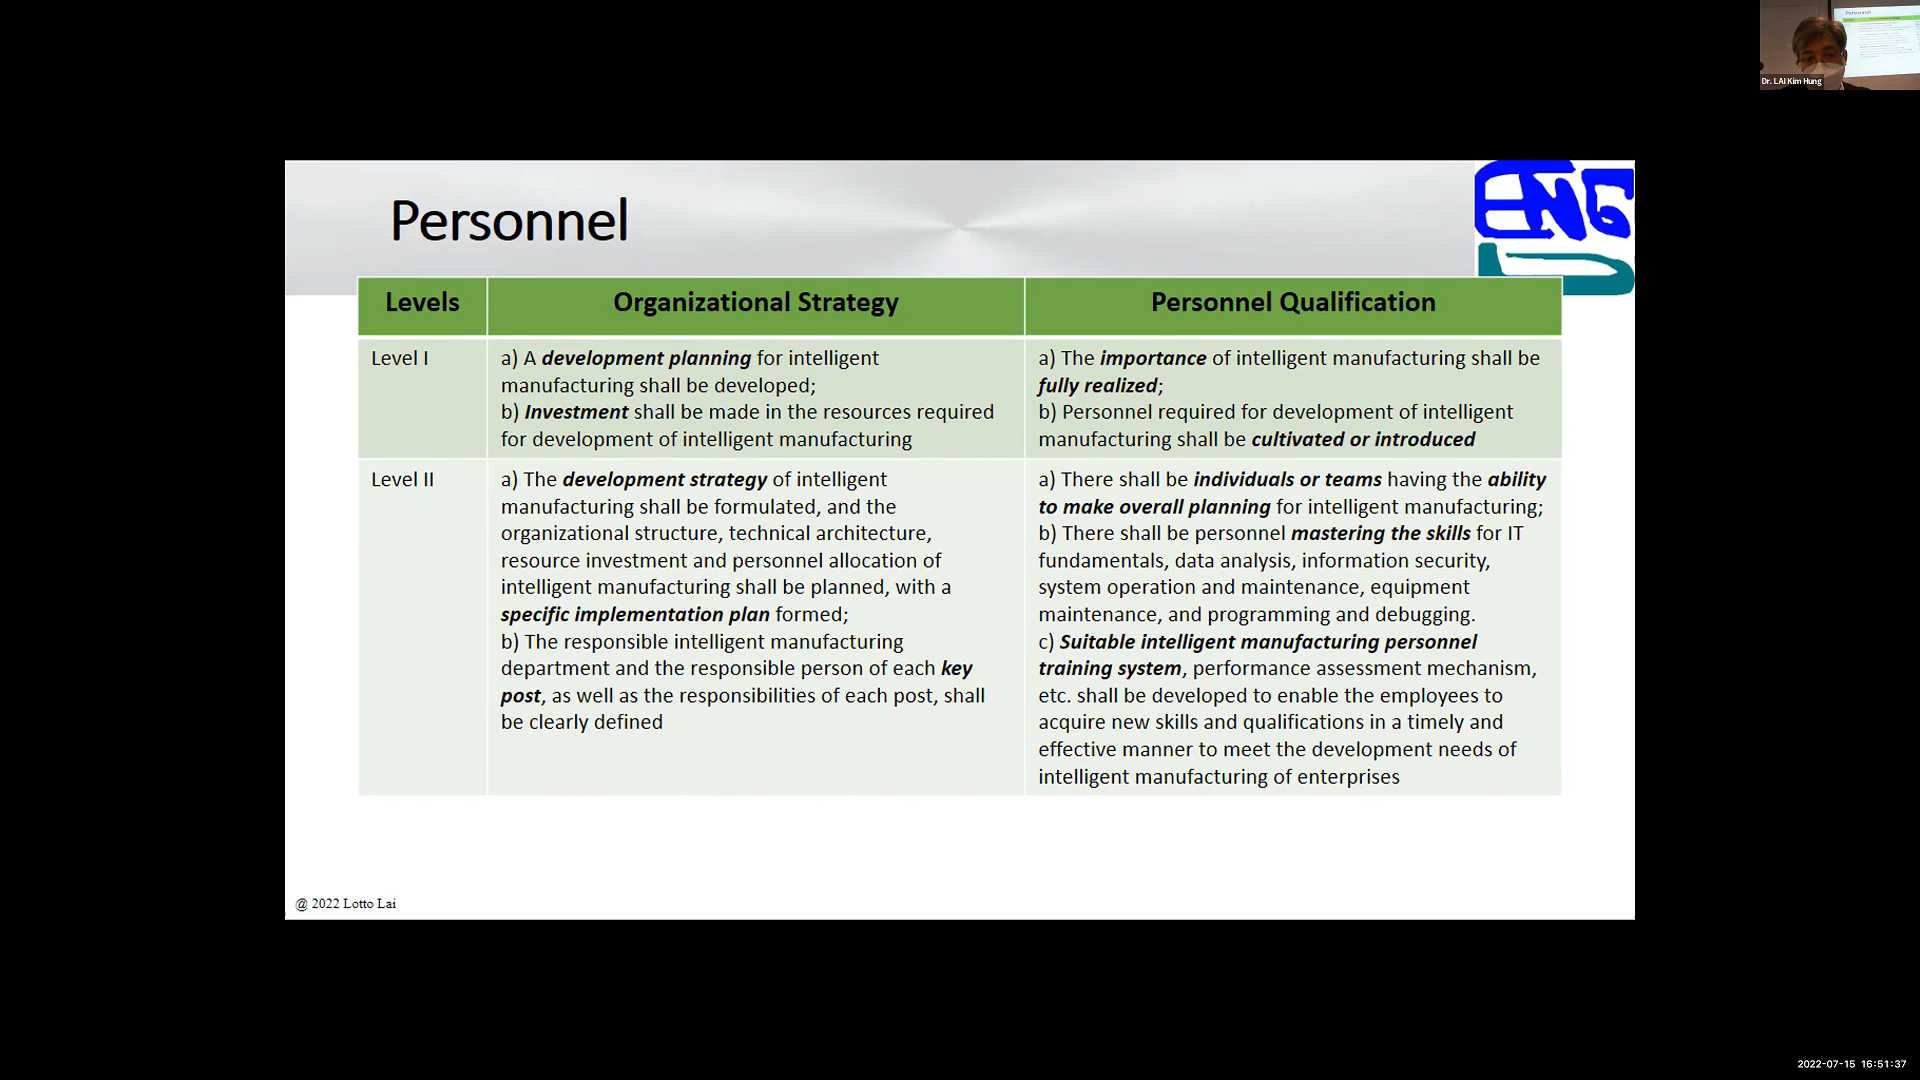 Dr. LAI Kim Hung
Personnel
ENG
Levels
Organizational Strategy
Personnel Qualification
Level I
a) A development planning for intelligent
manufacturing shall be developed;
b) Investment shall be made in the resources required
for development of intelligent manufacturing
a) The importance of intelligent manufacturing shall be
fully realized;
b) Personnel required for development of intelligent
manufacturing shall be cultivated or introduced
Level II
a) The development strategy of intelligent
manufacturing shall be formulated, and the
organizational structure, technical architecture,
resource investment and personnel allocation of
intelligent manufacturing shall be planned, with a
specific implementation plan formed;
b) The responsible intelligent manufacturing
department and the responsible person of each key
post, as well as the responsibilities of each post, shall
be clearly defined
a) There shall be individuals or teams having the ability
to make overall planning for intelligent manufacturing;
b) There shall be personnel mastering the skills for IT
fundamentals, data analysis, information security,
system operation and maintenance, equipment
maintenance, and programming and debugging.
c) Suitable intelligent manufacturing personnel
training system, performance assessment mechanism,
etc. shall be developed to enable the employees to
acquire new skills and qualifications in a timely and
effective manner to meet the development needs of
intelligent manufacturing of enterprises
@ 2022 Lotto Lai
2022-07-15 16:51:37